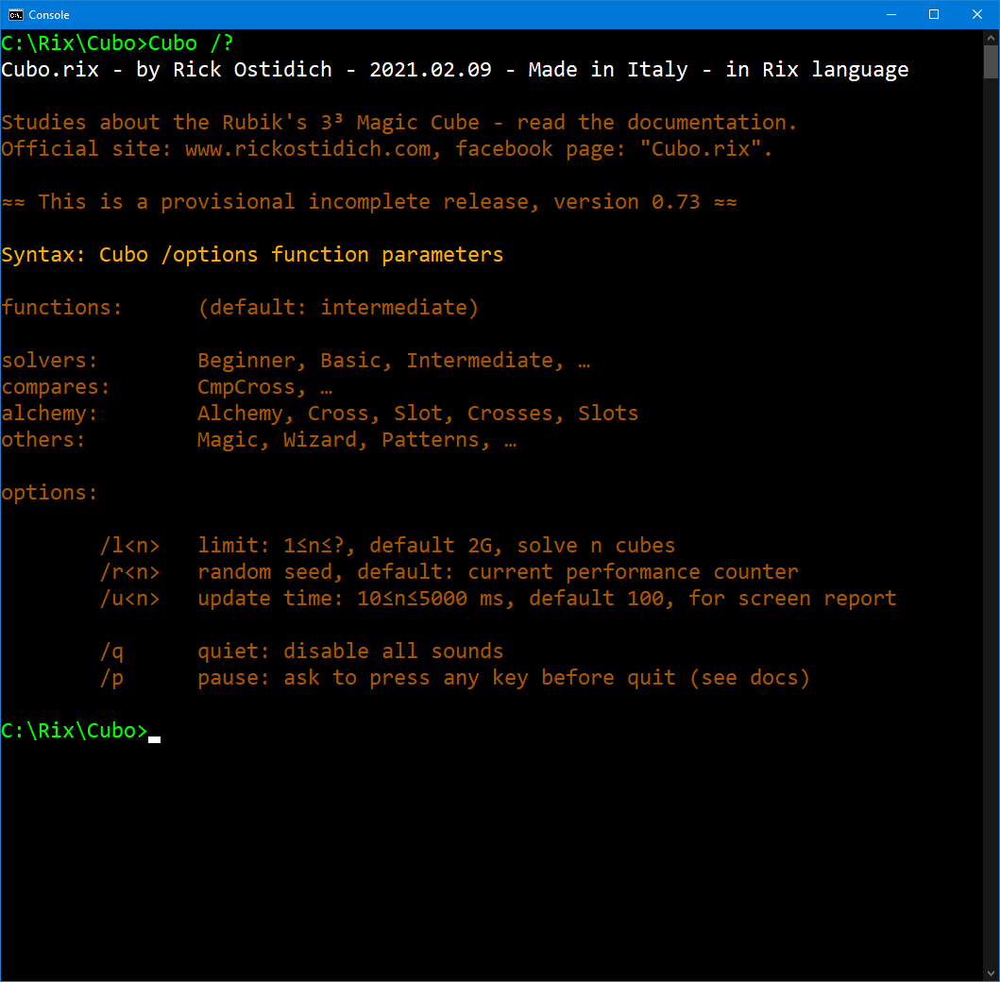 Console
C:\Rix\Cubo>Cubo /?
Cubo.rix - by Rick Ostidich - 2021.02.09 - Made in Italy - in Rix language
Studies about the Rubik's 3³ Magic Cube - read the documentation.
Official site: www.rickostidich.com, facebook page: "Cubo.rix".
≈≈ This is a provisional incomplete release, version 0.73 ≈≈
Syntax: Cubo /options function parameters
functions:      (default: intermediate)
solvers:        Beginner, Basic, Intermediate, …
compares:       CmpCross, …
alchemy:        Alchemy, Cross, Slot, Crosses, Slots
others:         Magic, Wizard, Patterns, …
options:
/l<n>   limit: 1≤n≤?, default 2G, solve n cubes
/r<n>   random seed, default: current performance counter
/u<n>   update time: 10≤n≤5000 ms, default 100, for screen report
/q      quiet: disable all sounds
/p      pause: ask to press any key before quit (see docs)
C:\Rix\Cubo>